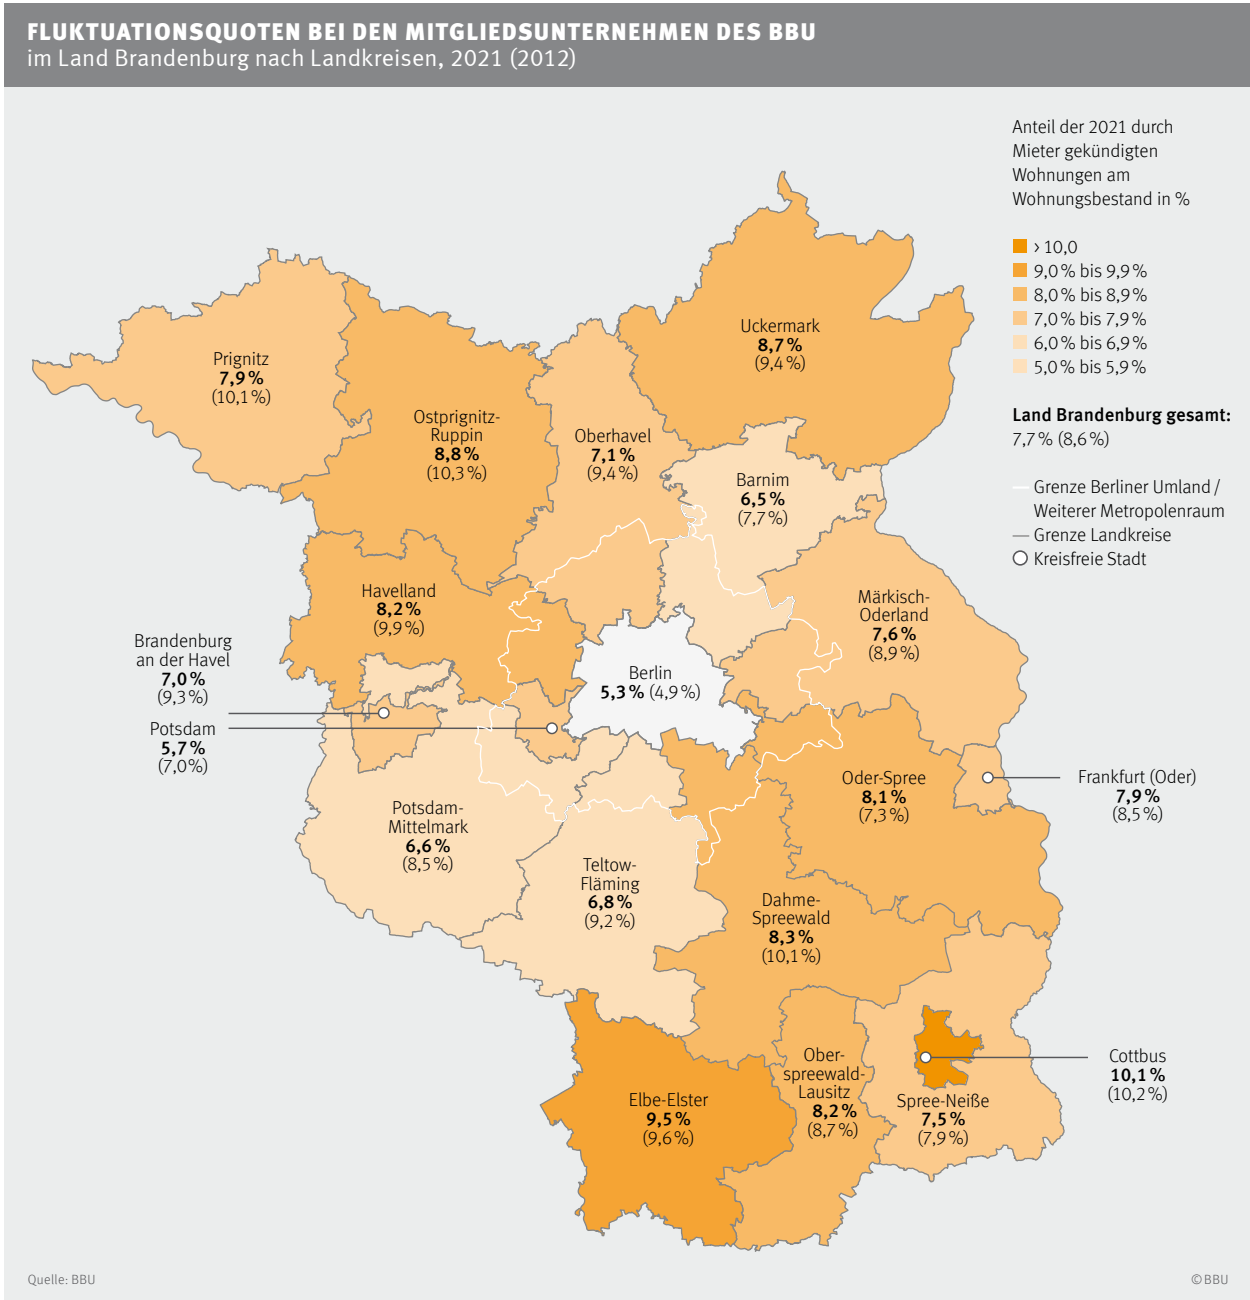 FLUKTUATIONSQUOTEN BEI DEN MITGLIEDSUNTERNEHMEN DES BBU
im Land Brandenburg nach Landkreisen, 2021 (2012)
Anteil der 2021 durch
Mieter gekündigten
Wohnungen am
Wohnungsbestand in %
> 10,0
9,0 % bis 9,9 %
8,0 % bis 8,9 %
7,0 % bis 7,9 %
6,0 % bis 6,9 %
5,0 % bis 5,9 %
Land Brandenburg gesamt:
7,7 % (8,6 %)
Grenze Berliner Umland /
Weiterer Metropolenraum
Grenze Landkreise
Kreisfreie Stadt
Uckermark
8,7 %
(9,4 %)
Prignitz
7,9 %
(10,1 %)
Ostprignitz-
Ruppin
8,8 %
(10,3 %)
Oberhavel
7,1 %
(9,4 %)
Barnim
6,5 %
(7,7 %)
Havelland
8,2 %
(9,9 %)
Märkisch-
Oderland
7,6 %
(8,9 %)
Brandenburg
an der Havel
7,0 %
(9,3 %)
Berlin
5,3 % (4,9 %)
Potsdam
5,7 %
(7,0%)
Oder-Spree
8,1 %
(7,3 %)
Frankfurt (Oder)
7,9 %
(8,5 %)
Potsdam-
Mittelmark
6,6 %
(8,5 %)
Teltow-
Fläming
6,8 %
(9,2 %)
Dahme-
Spreewald
8,3 %
(10,1 %)
Ober-
spreewald-
Lausitz
8,2 %
(8,7 %)
Cottbus
10,1 %
(10,2 %)
Elbe-Elster
9,5 %
(9,6 %)
Spree-Neiße
7,5 %
(7,9 %)
Quelle: BBU
© BBU